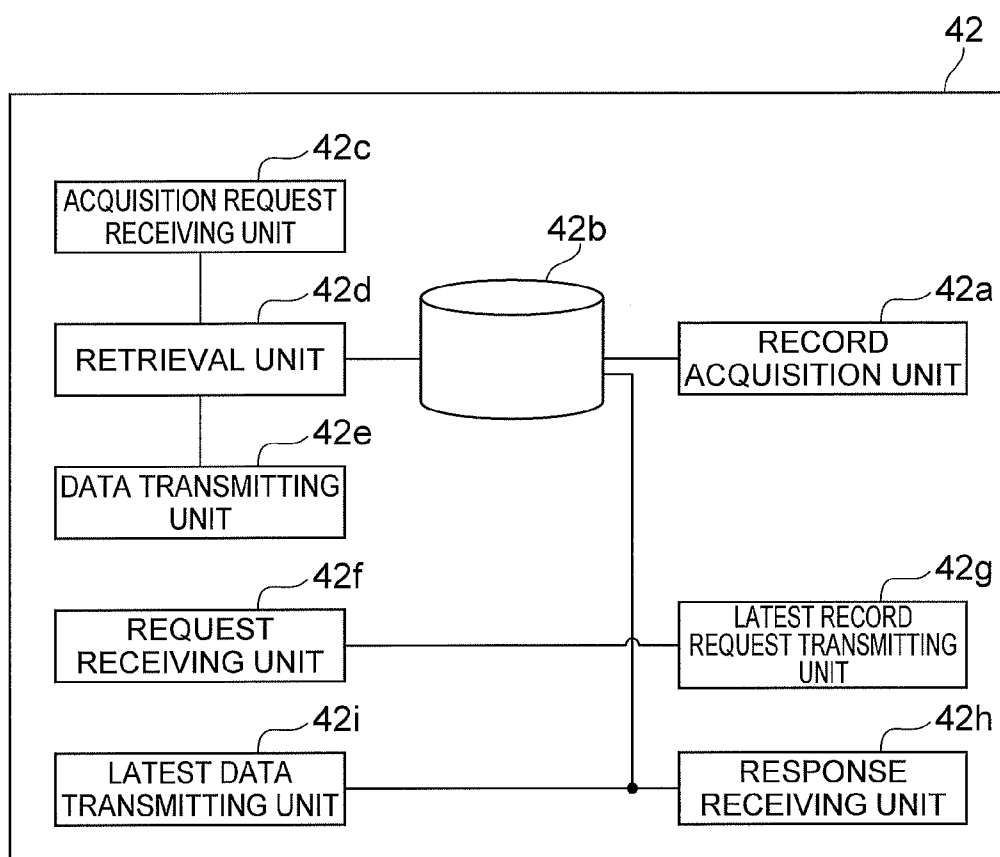 42
42c
ACQUISITION REQUEST
RECEIVING UNIT
42b
42d
RETRIEVAL UNIT
42a
RECORD
ACQUISITION UNIT
42e
DATA TRANSMITTING
UNIT
42f
REQUEST
RECEIVING UNIT
42g
LATEST RECORD
REQUEST TRANSMITTING
UNIT
42i
LATEST DATA
TRANSMITTING UNIT
42h
RESPONSE
RECEIVING UNIT